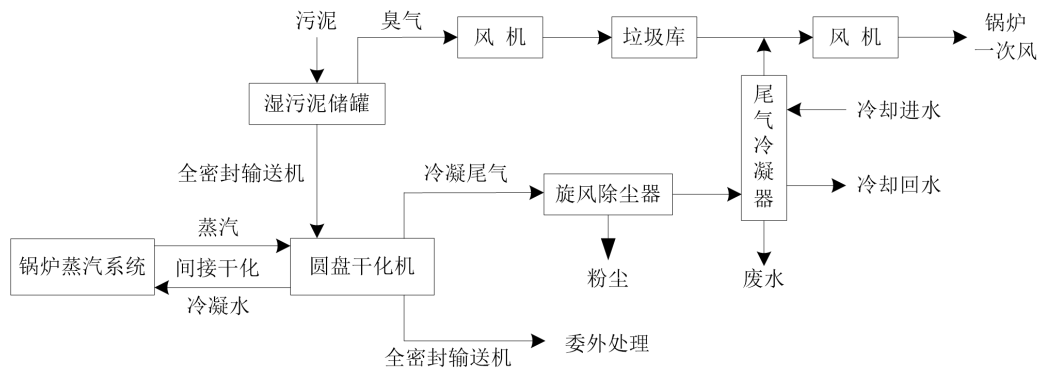 污泥
臭气
风 机
垃圾库
风 机
锅炉
一次风
湿污泥储罐
尾气冷凝器
冷却进水
冷却回水
全密封输送机
冷凝尾气
旋风除尘器
蒸汽
锅炉蒸汽系统
间接干化
圆盘干化机
冷凝水
粉尘
废水
全密封输送机
委外处理